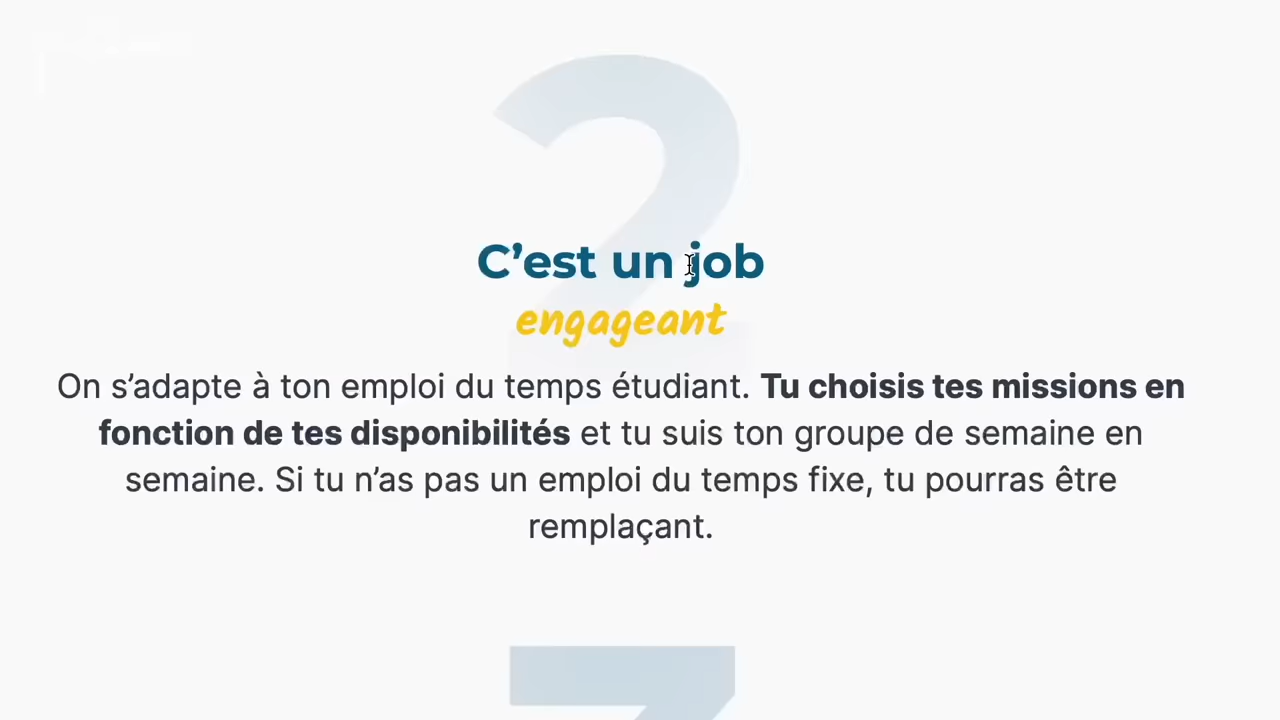 2
C’est un job
engageant
On s’adapte à ton emploi du temps étudiant. Tu choisis tes missions en
fonction de tes disponibilités et tu suis ton groupe de semaine en
semaine. Si tu n’as pas un emploi du temps fixe, tu pourras être
remplaçant.